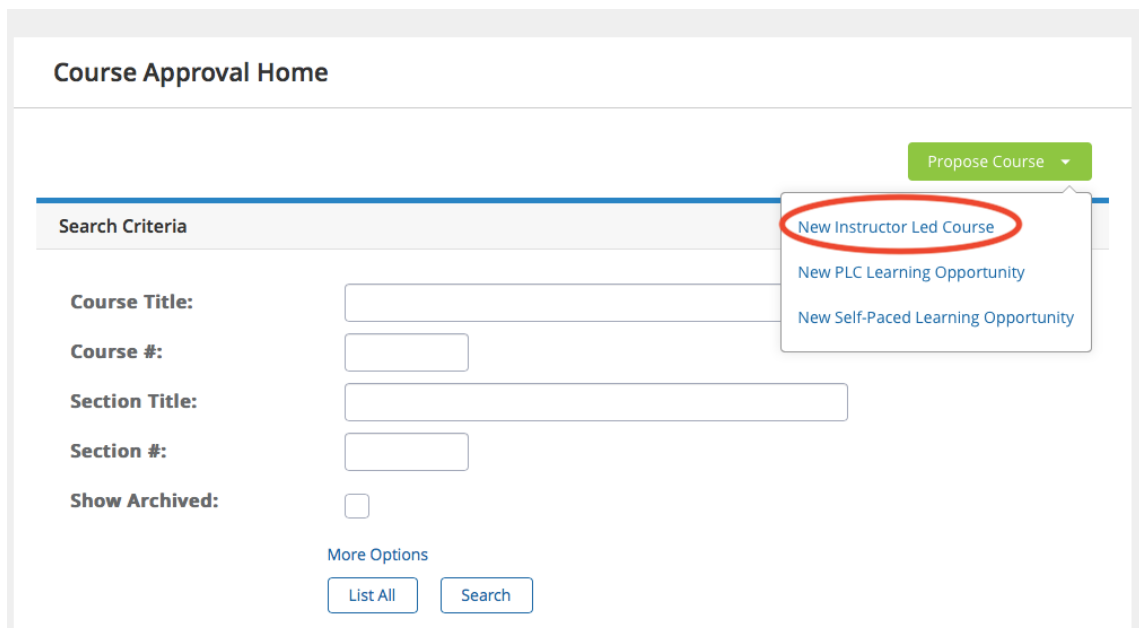 Course Approval Home
Propose Course
New Instructor Led Course
New PLC Learning Opportunity
New Self-Paced Learning Opportunity
Search Criteria
Course Title:
Course #:
Section Title:
Section #:
Show Archived:
More Options
List All
Search